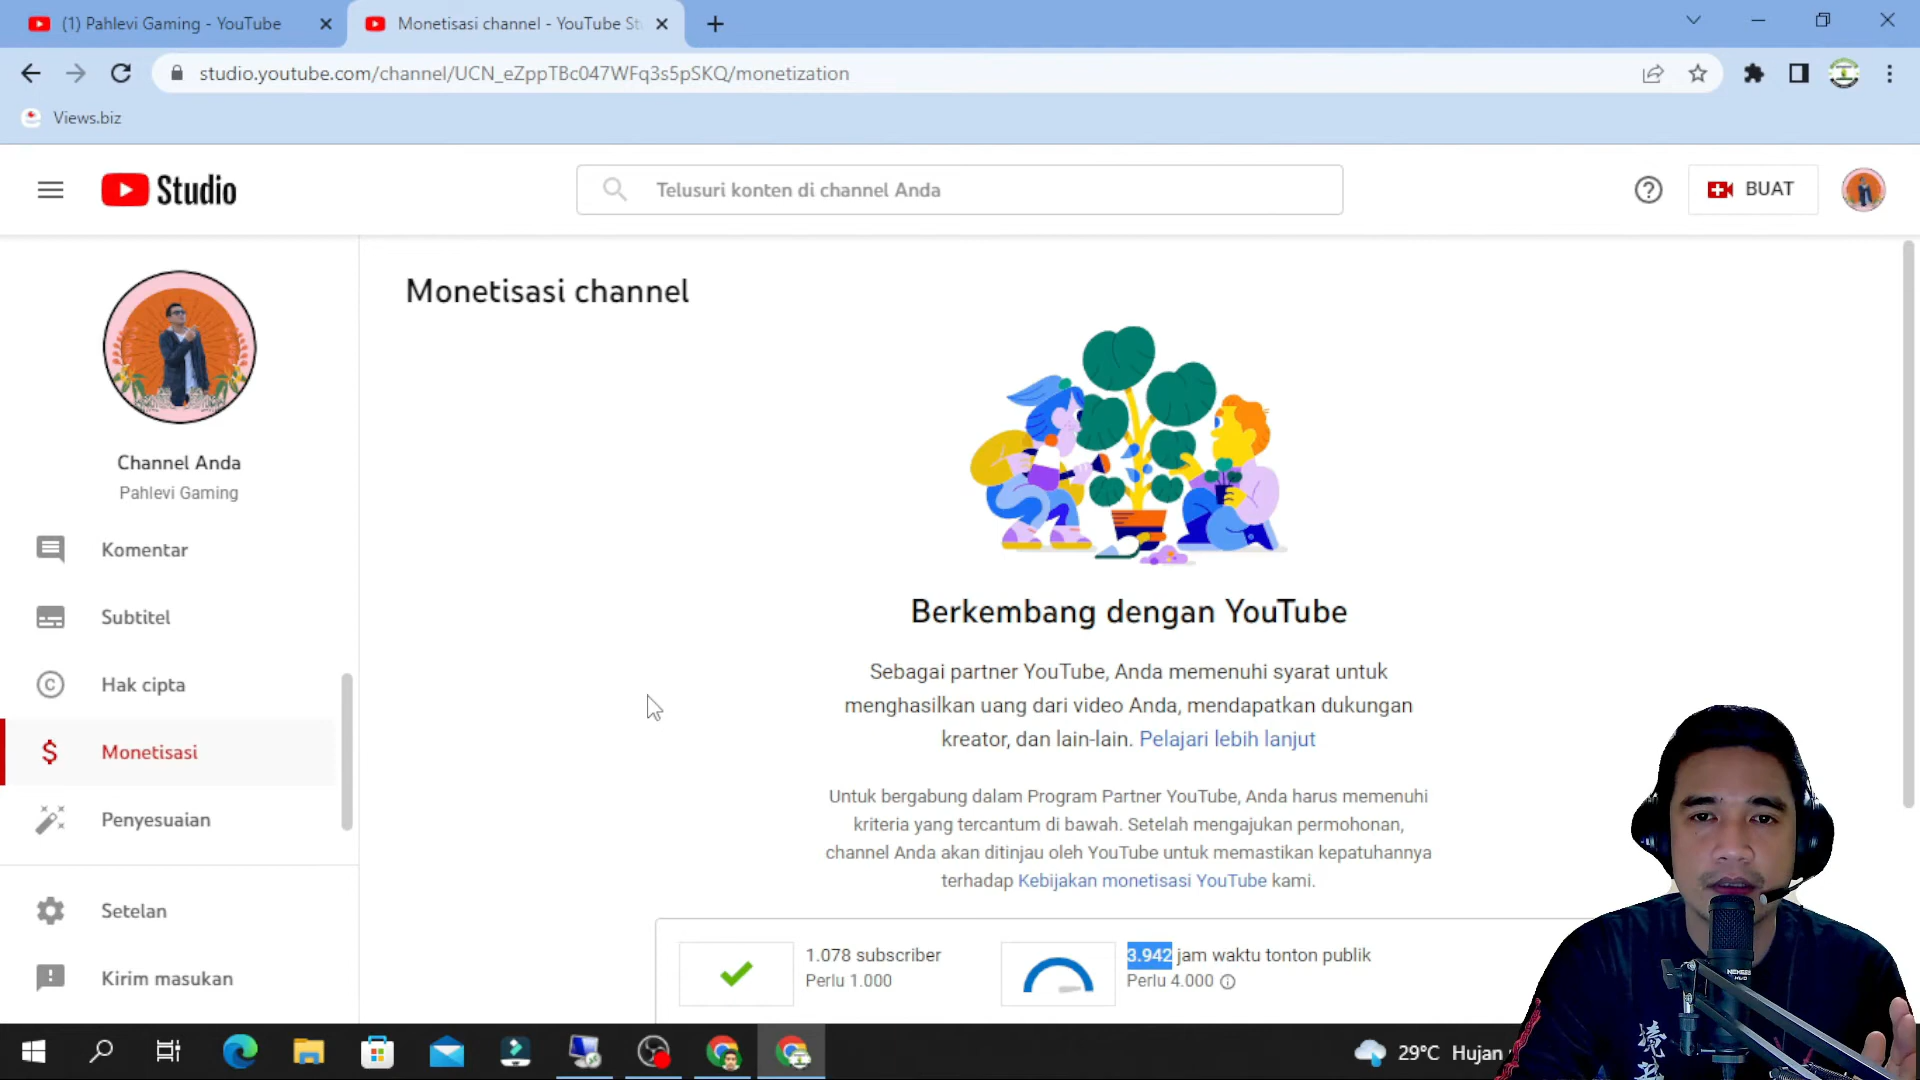 (1) Pahlevi Gaming - YouTube
Monetisasi channel - YouTube St
studio.youtube.com/channel/UCN_eZppTBc047WFq3s5pSKQ/monetization
Views.biz
Studio
Telusuri konten di channel Anda
BUAT
Monetisasi channel
Channel Anda
Pahlevi Gaming
Komentar
Subtitel
Hak cipta
Monetisasi
Penyesuaian
Setelan
Kirim masukan
Berkembang dengan YouTube
Sebagai partner YouTube, Anda memenuhi syarat untuk
menghasilkan uang dari video Anda, mendapatkan dukungan
kreator, dan lain-lain. Pelajari lebih lanjut
Untuk bergabung dalam Program Partner YouTube, Anda harus memenuhi
kriteria yang tercantum di bawah. Setelah mengajukan permohonan,
channel Anda akan ditinjau oleh YouTube untuk memastikan kepatuhannya
terhadap Kebijakan monetisasi YouTube kami.
1.078 subscriber
Perlu 1.000
3.942 jam waktu tonton publik
Perlu 4.000
29°C Hujan